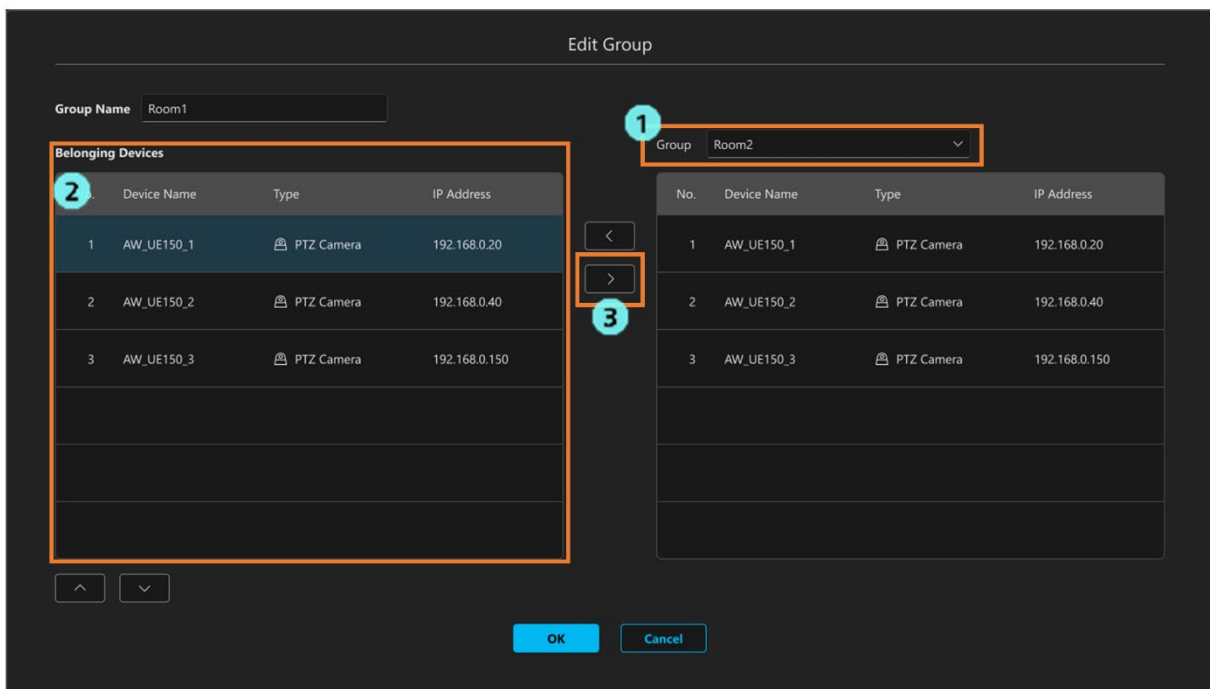 Edit Group
Group Name Room1
1
Group Room2
Belonging Devices
2 . Device Name Type IP Address
1 AW_UE150_1 PTZ Camera 192.168.0.20
2 AW_UE150_2 PTZ Camera 192.168.0.40
3 AW_UE150_3 PTZ Camera 192.168.0.150
<
>
3
No. Device Name Type IP Address
1 AW_UE150_1 PTZ Camera 192.168.0.20
2 AW_UE150_2 PTZ Camera 192.168.0.40
3 AW_UE150_3 PTZ Camera 192.168.0.150
OK Cancel